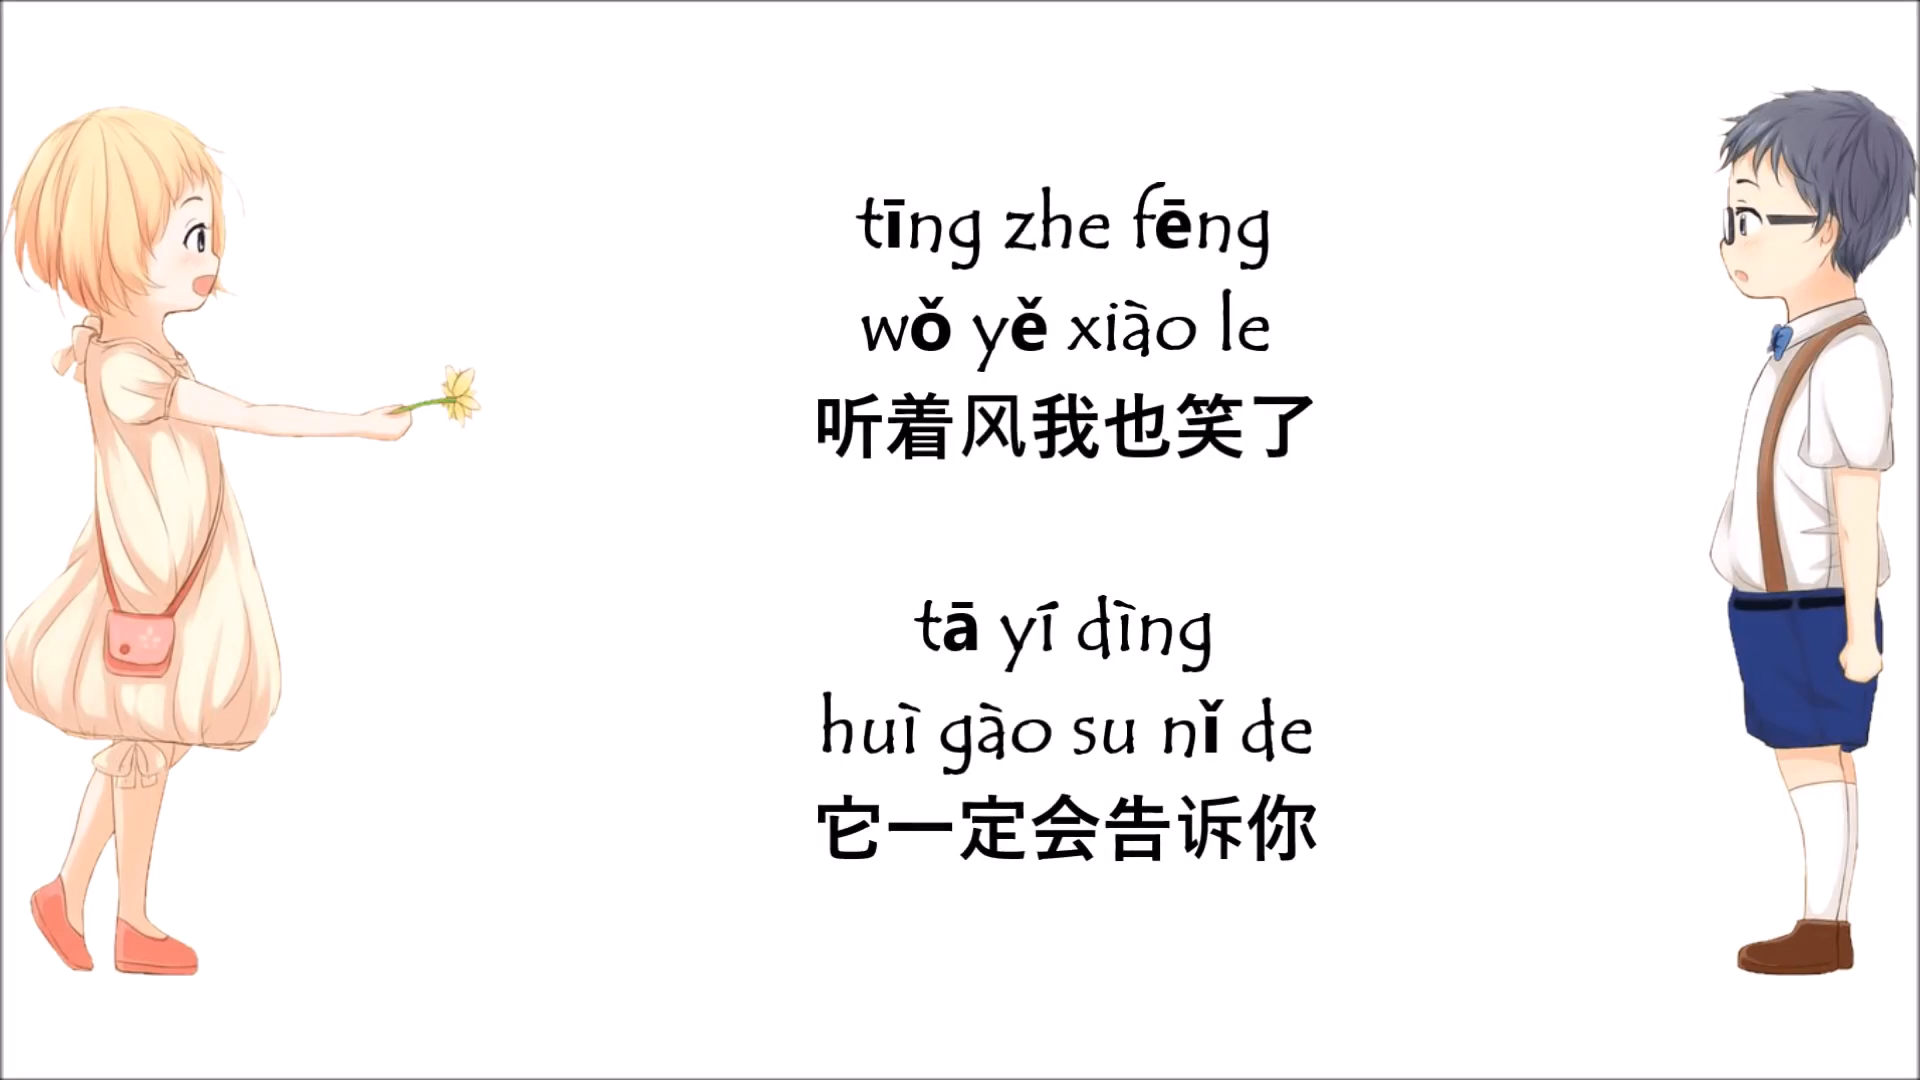 tīng zhe fēng
wǒ yě xiào le
听着风我也笑了
tā yí dìng
huì gào su nǐ de
它一定会告诉你